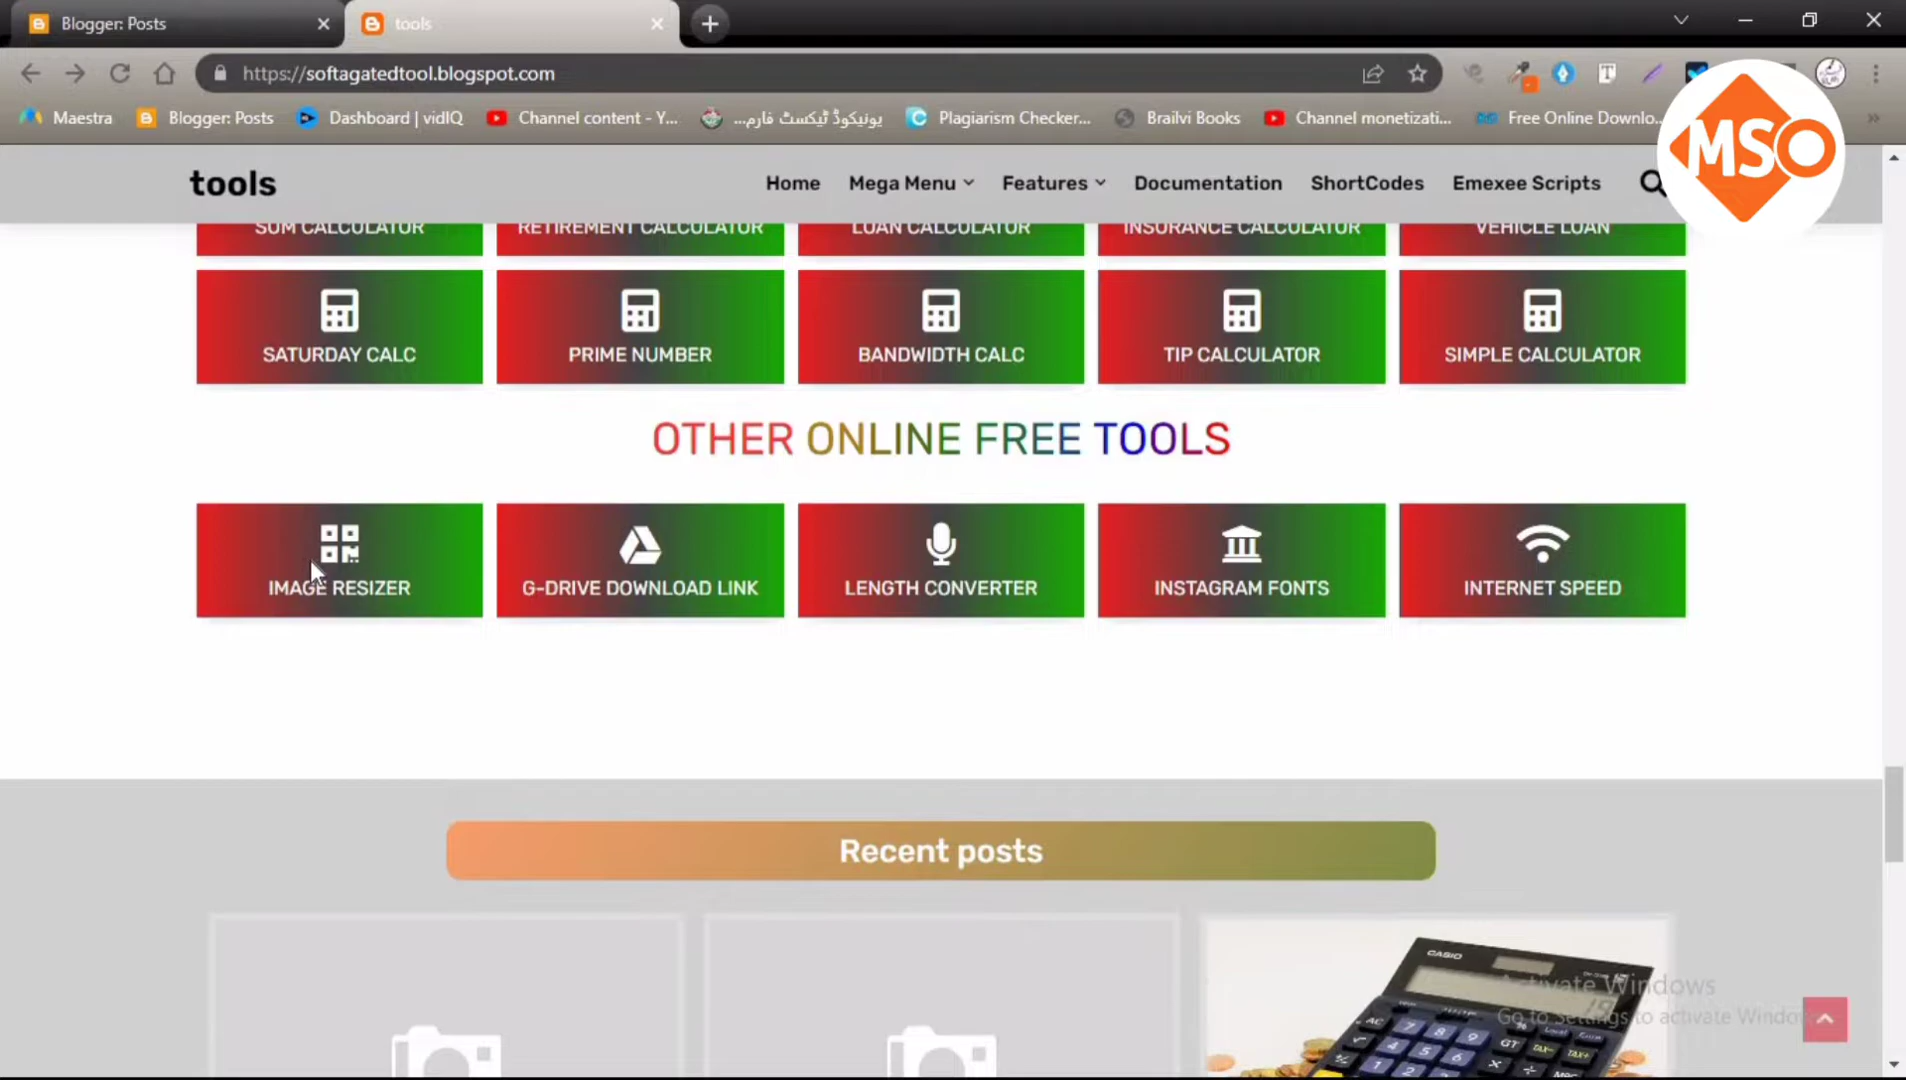 Blogger: Posts
tools
https://softagatedtool.blogspot.com
Maestra
Blogger: Posts
Dashboard | vidIQ
Channel content - Y...
یونیکوڈ ٹیکسٹ فارم...
Plagiarism Checker...
Brailvi Books
Channel monetizati...
Free Online Downlo...
MSO
tools
Home
Mega Menu
Features
Documentation
ShortCodes
Emexee Scripts
SUM CALCULATOR
RETIREMENT CALCULATOR
LOAN CALCULATOR
INSURANCE CALCULATOR
VEHICLE LOAN
SATURDAY CALC
PRIME NUMBER
BANDWIDTH CALC
TIP CALCULATOR
SIMPLE CALCULATOR
OTHER ONLINE FREE TOOLS
IMAGE RESIZER
G-DRIVE DOWNLOAD LINK
LENGTH CONVERTER
INSTAGRAM FONTS
INTERNET SPEED
Recent posts
CASIO
Activate Windows
Go to Settings to activate Windows